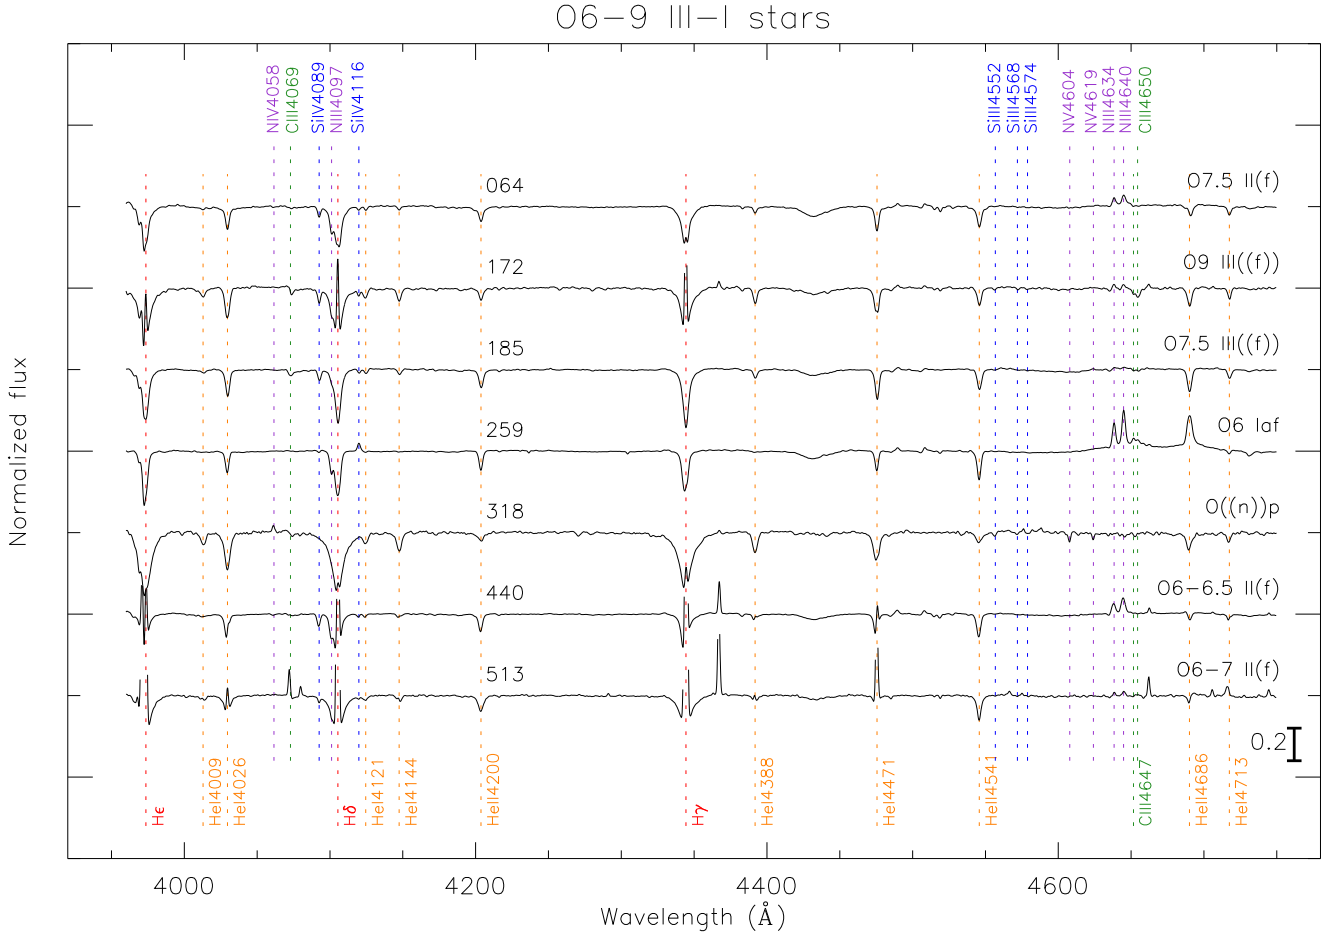 O6-9 III-I stars
NIV4058
CIII4069
SiIV4089
NIII4097
SiIV4116
SiIII4552
SiIII4568
SiIII4574
NV4604
NV4619
NIII4634
NIII4640
CIII4650
064
O7.5 II(f)
172
O9 III((f))
185
O7.5 III((f))
259
O6 Iaf
318
O((n))p
440
O6-6.5 II(f)
513
O6-7 II(f)
0.2
Hε
HeI4009
HeI4026
Hδ
HeI4121
HeI4144
HeII4200
Hγ
HeI4388
HeI4471
HeII4541
CIII4647
HeII4686
HeI4713
4000
4200
4400
4600
Wavelength (Å)
Normalized flux